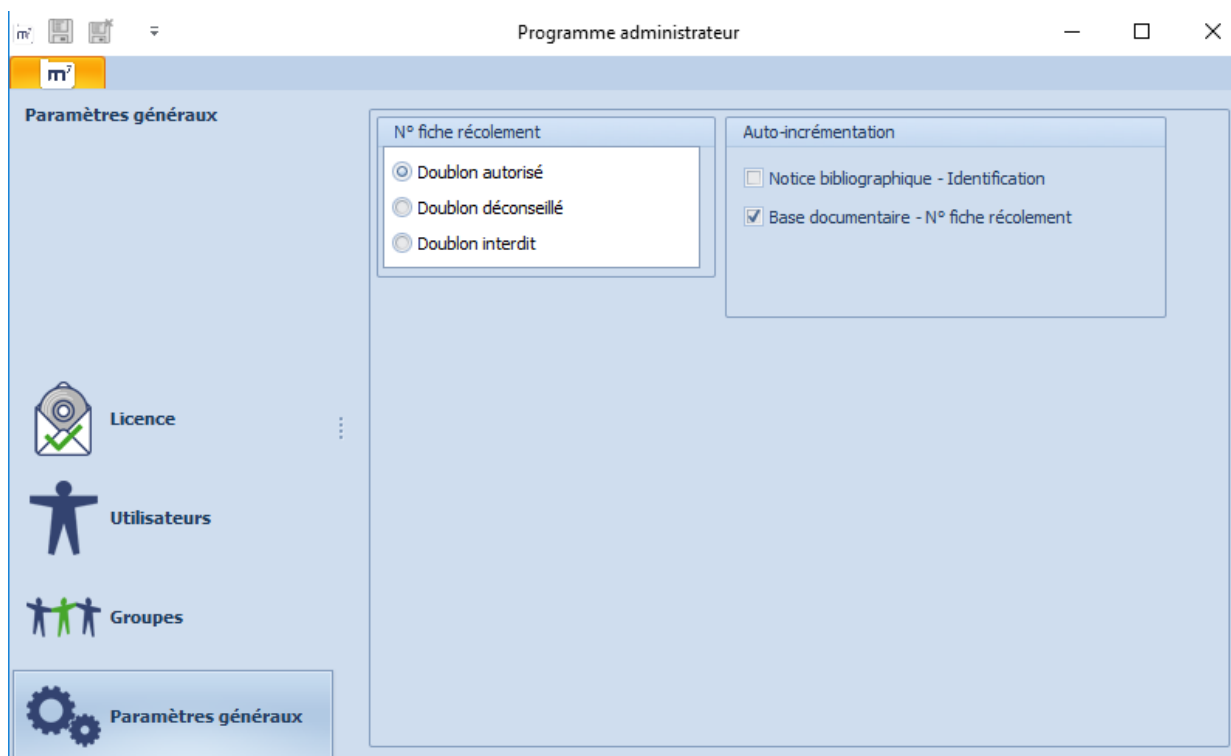 Programme administrateur
m7
Paramètres généraux
N° fiche récolement
Doublon autorisé
Doublon déconseillé
Doublon interdit
Auto-incrémentation
Notice bibliographique - Identification
Base documentaire - N° fiche récolement
Licence
Utilisateurs
Groupes
Paramètres généraux